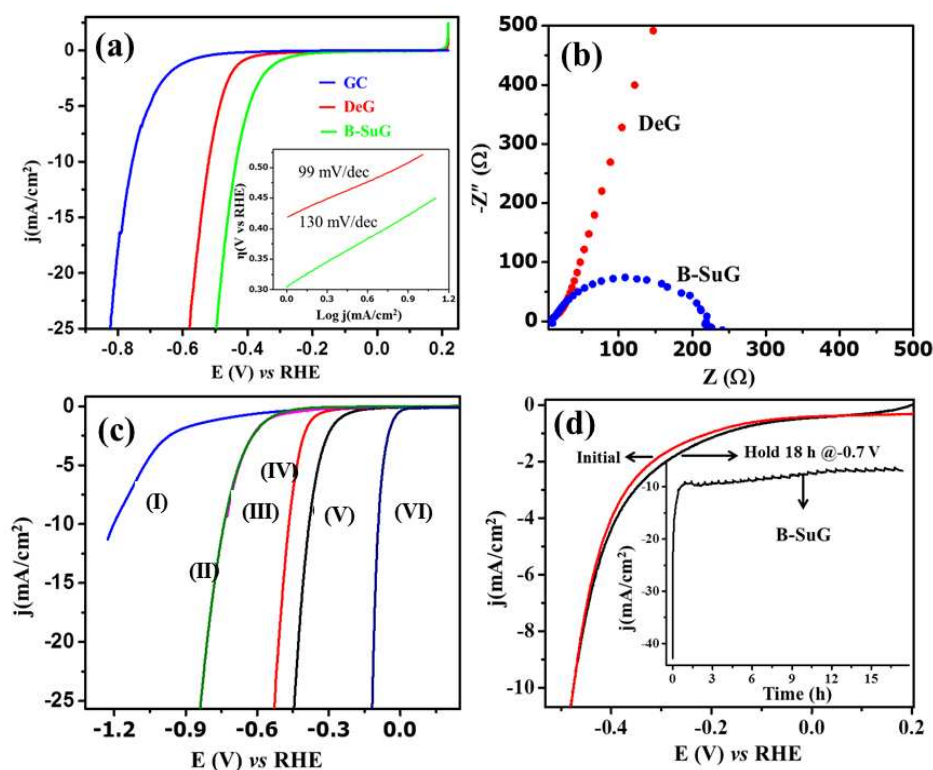 (a)
GC
DeG
B-SuG
0
-5
-10
-15
-20
-25
j(mA/cm²)
-0.8 -0.6 -0.4 -0.2 0.0 0.2
E (V) vs RHE
99 mV/dec
130 mV/dec
0.50
0.45
0.40
0.35
0.30
η(V vs RHE)
0.0 0.3 0.6 0.9 1.2
Log j(mA/cm²)
(b)
500
400
300
200
100
0
-Z″ (Ω)
DeG
B-SuG
0 100 200 300 400 500
Z (Ω)
(c)
0
-5
-10
-15
-20
-25
j(mA/cm²)
(I)
(II)
(III)
(IV)
(V)
(VI)
-1.2 -0.9 -0.6 -0.3 0.0
E (V) vs RHE
(d)
0
-2
-4
-6
-8
-10
j(mA/cm²)
Initial
Hold 18 h @-0.7 V
-10
-20
-30
-40
j(mA/cm²)
B-SuG
0 3 6 9 12 15
Time (h)
-0.4 -0.2 0.0 0.2
E (V) vs RHE